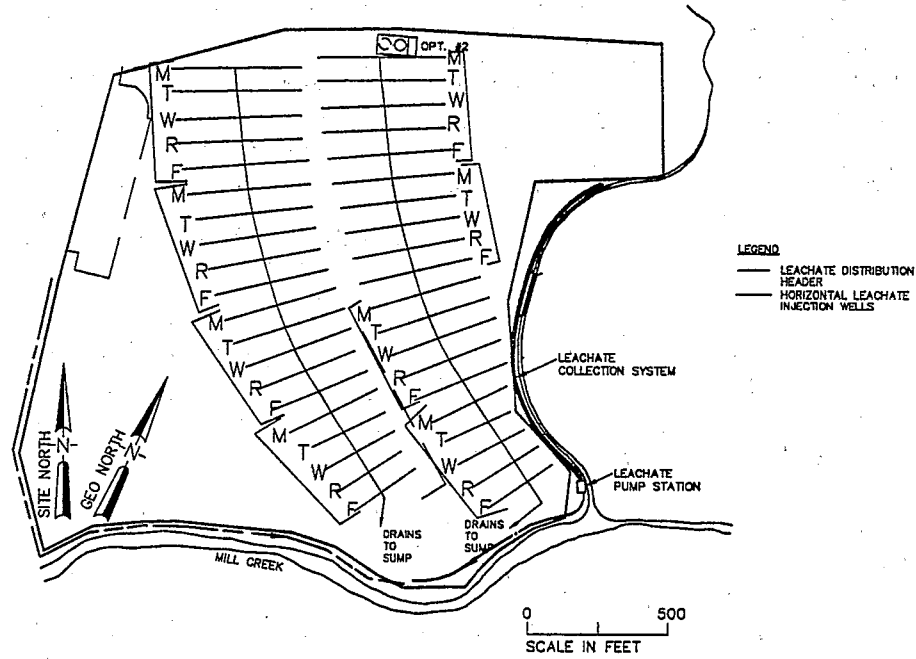 OPT. #2
M
T
W
R
F
M
T
W
R
F
M
T
W
R
F
M
T
W
R
F
M
T
W
R
F
M
T
W
R
F
M
T
W
R
F
M
T
W
R
F
LEGEND
LEACHATE DISTRIBUTION
HEADER
HORIZONTAL LEACHATE
INJECTION WELLS
LEACHATE
COLLECTION SYSTEM
LEACHATE
PUMP STATION
SITE NORTH
N
GEO NORTH
N
DRAINS
TO
SUMP
DRAINS
TO
SUMP
MILL CREEK
0 500
SCALE IN FEET